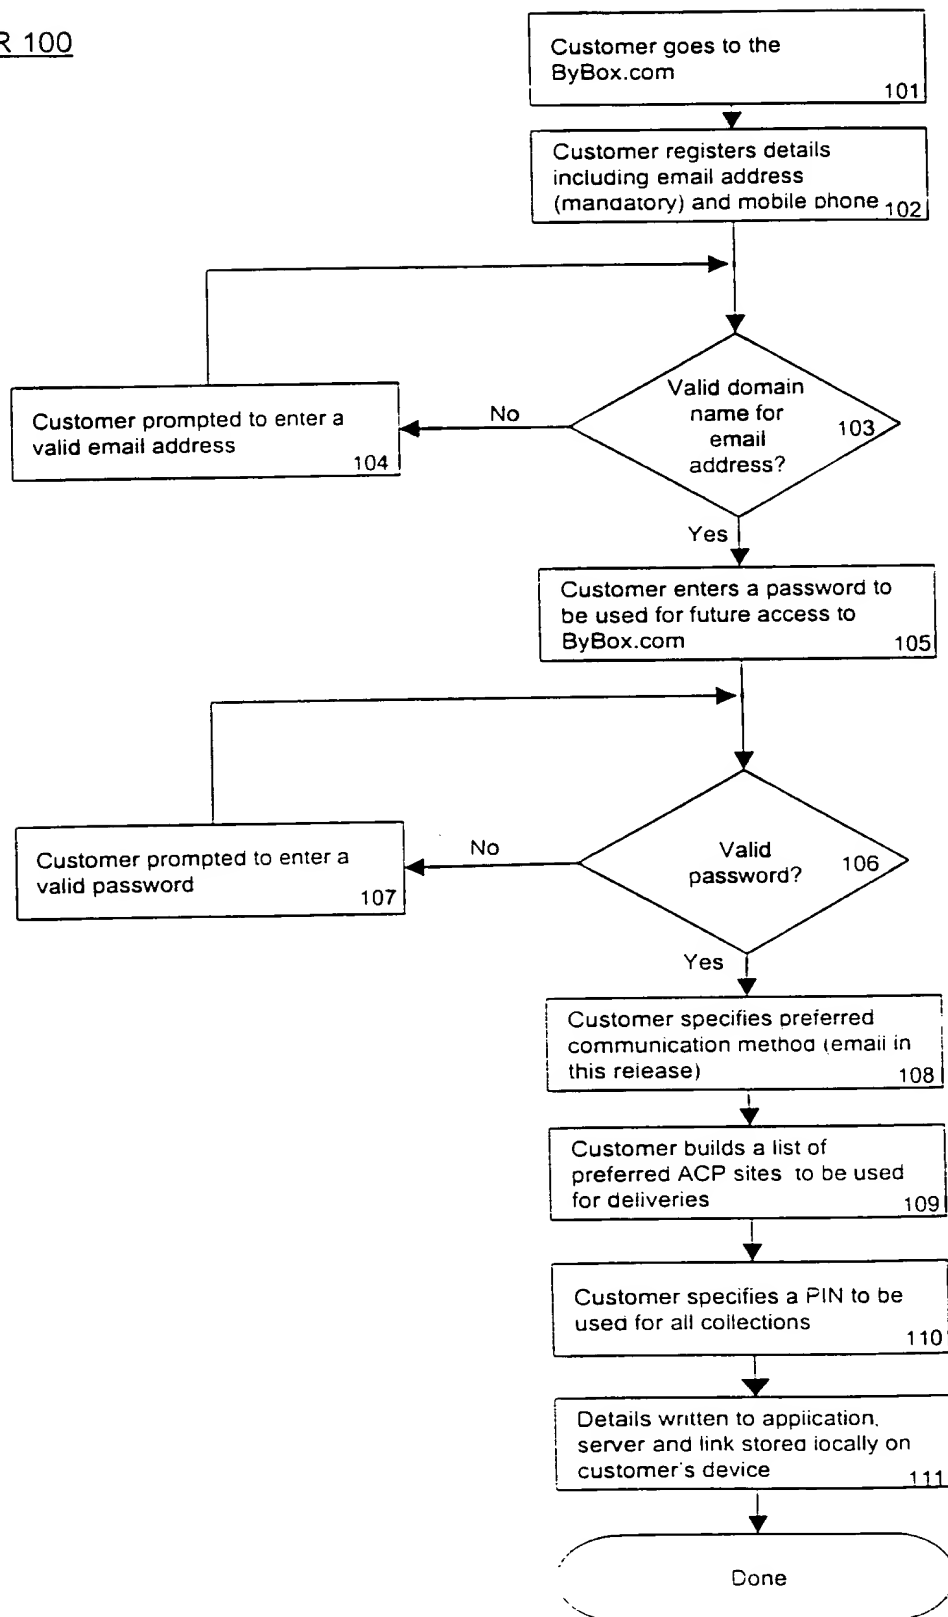 R 100
Customer goes to the
ByBox.com
101
Customer registers details
including email address
(mandatory) and mobile phone
102
Valid domain
name for
email
address?
103
No
Customer prompted to enter a
valid email address
104
Yes
Customer enters a password to
be used for future access to
ByBox.com
105
Valid
password?
106
No
Customer prompted to enter a
valid password
107
Yes
Customer specifies preferred
communication method (email in
this release)
108
Customer builds a list of
preferred ACP sites to be used
for deliveries
109
Customer specifies a PIN to be
used for all collections
110
Details written to application,
server and link stored locally on
customer's device
111
Done